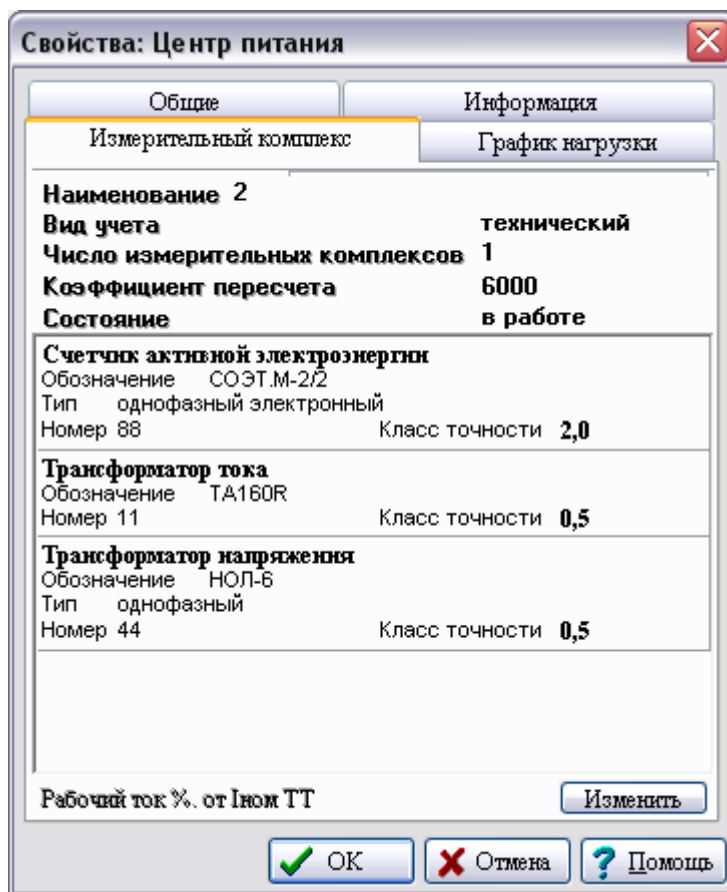 Свойства: Центр питания
Общие Информация
Измерительный комплекс График нагрузки
Наименование 2
Вид учета технический
Число измерительных комплексов 1
Коэффициент пересчета 6000
Состояние в работе
Счетчик активной электроэнергии
Обозначение СОЭТ.М-2/2
Тип однофазный электронный
Номер 88 Класс точности 2,0
Трансформатор тока
Обозначение ТА160R
Номер 11 Класс точности 0,5
Трансформатор напряжения
Обозначение НОЛ-6
Тип однофазный
Номер 44 Класс точности 0,5
Рабочий ток %. от Iном ТТ Изменить
OK Отмена ? Помощь